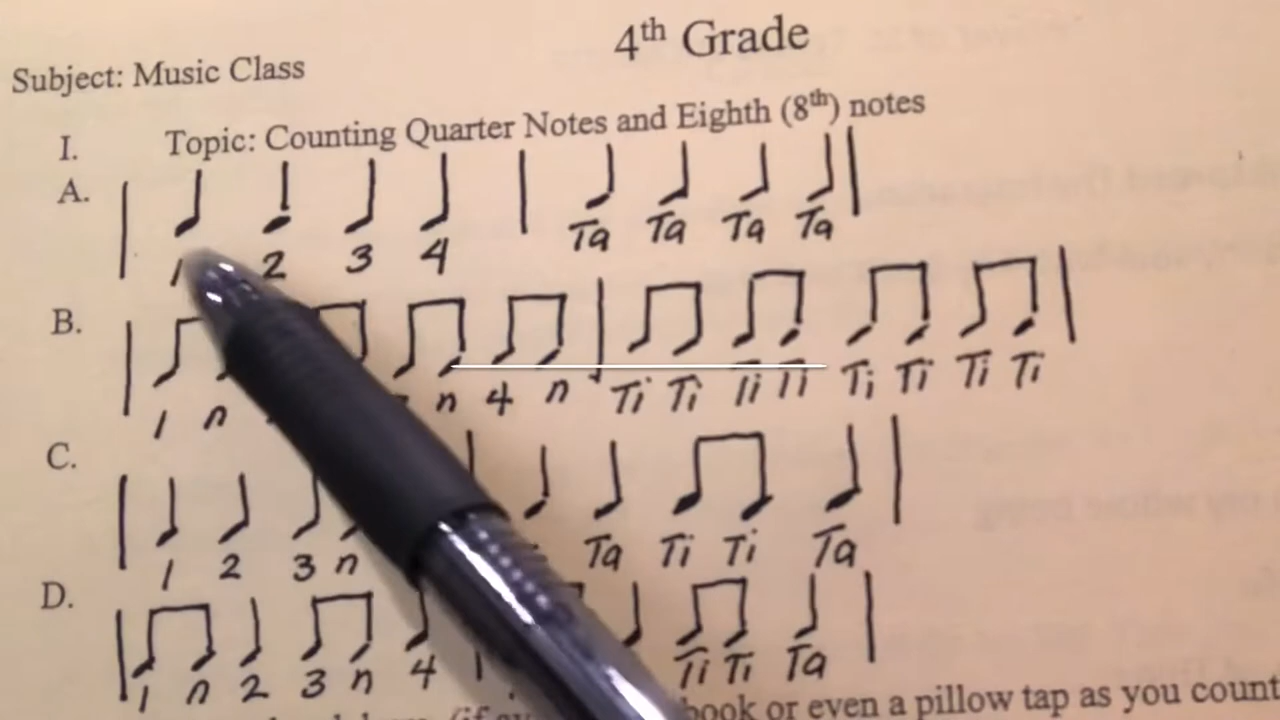 4th Grade
Subject: Music Class
I. Topic: Counting Quarter Notes and Eighth (8th) notes
A. 1 2 3 4 Ta Ta Ta Ta
B. 1 n n 4 n Ti Ti Ti Ti Ti Ti Ti Ti
C. 1 2 3 n Ta Ti Ti Ta
D. 1 n 2 3 n 4 Ti Ti Ta
book or even a pillow tap as you count